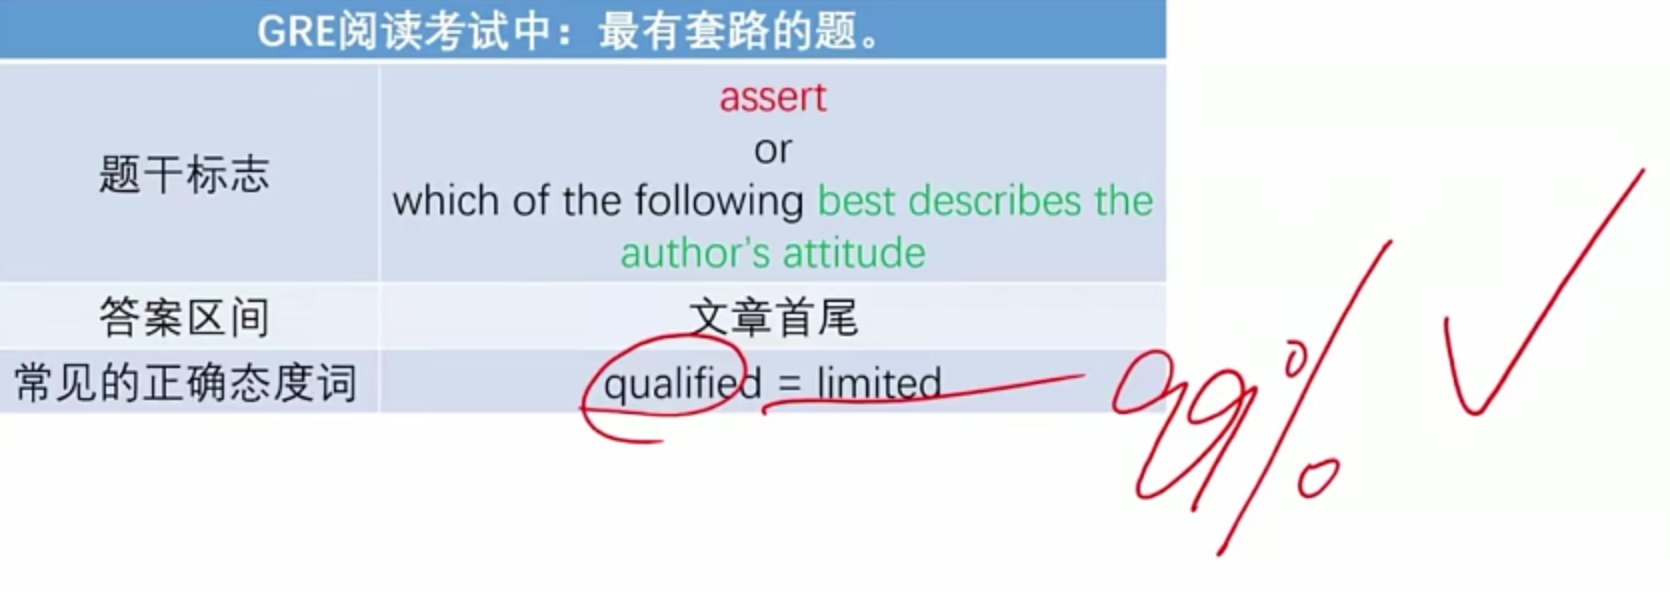 GRE阅读考试中：最有套路的题。
题干标志
assert
or
which of the following best describes the
author's attitude
答案区间
文章首尾
常见的正确态度词
qualified = limited
99%